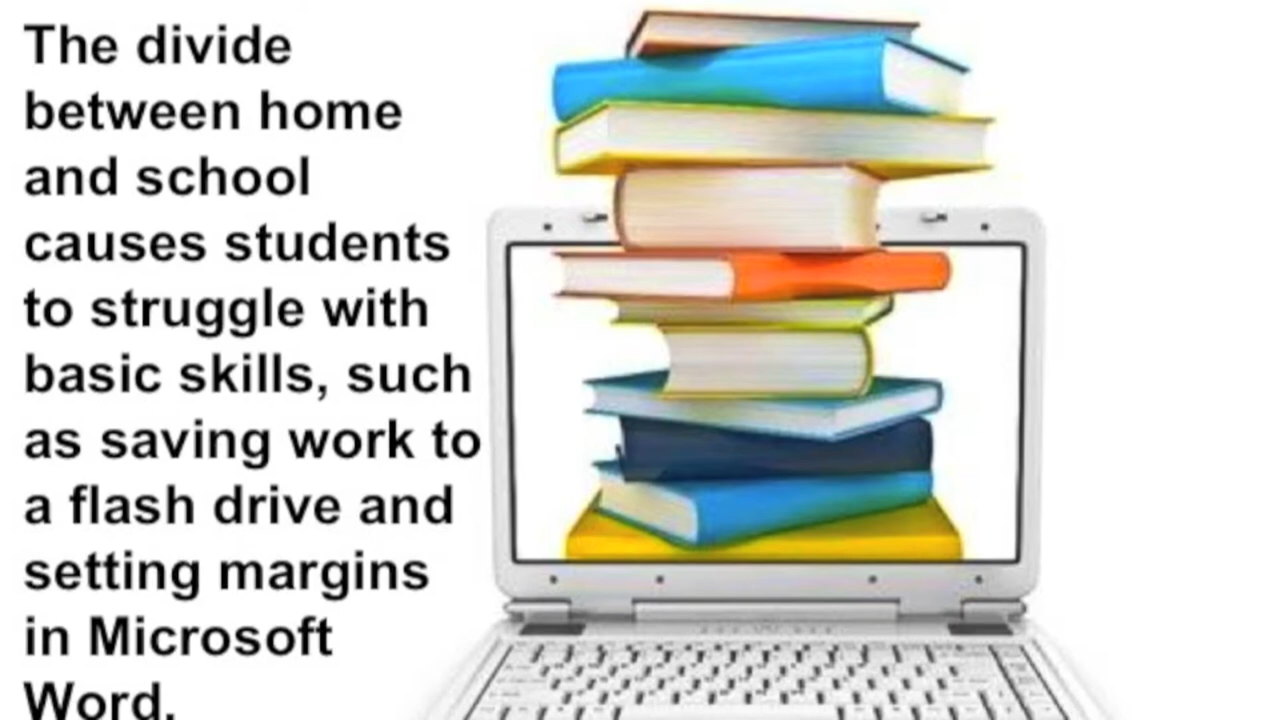 The divide
between home
and school
causes students
to struggle with
basic skills, such
as saving work to
a flash drive and
setting margins
in Microsoft
Word.